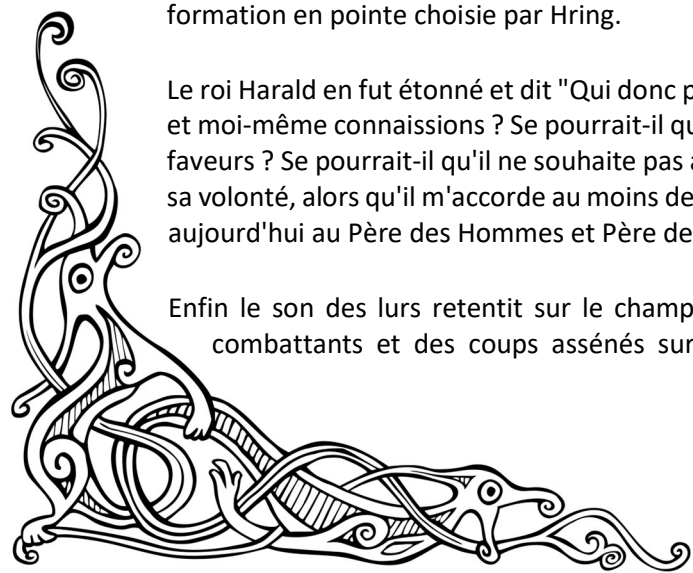 formation en pointe choisie par Hring.
Le roi Harald en fut étonné et dit "Qui donc p
et moi-même connaissions ? Se pourrait-il qu
faveurs ? Se pourrait-il qu'il ne souhaite pas a
sa volonté, alors qu'il m'accorde au moins de
aujourd'hui au Père des Hommes et Père de
Enfin le son des lurs retentit sur le champ
combattants et des coups assénés sur